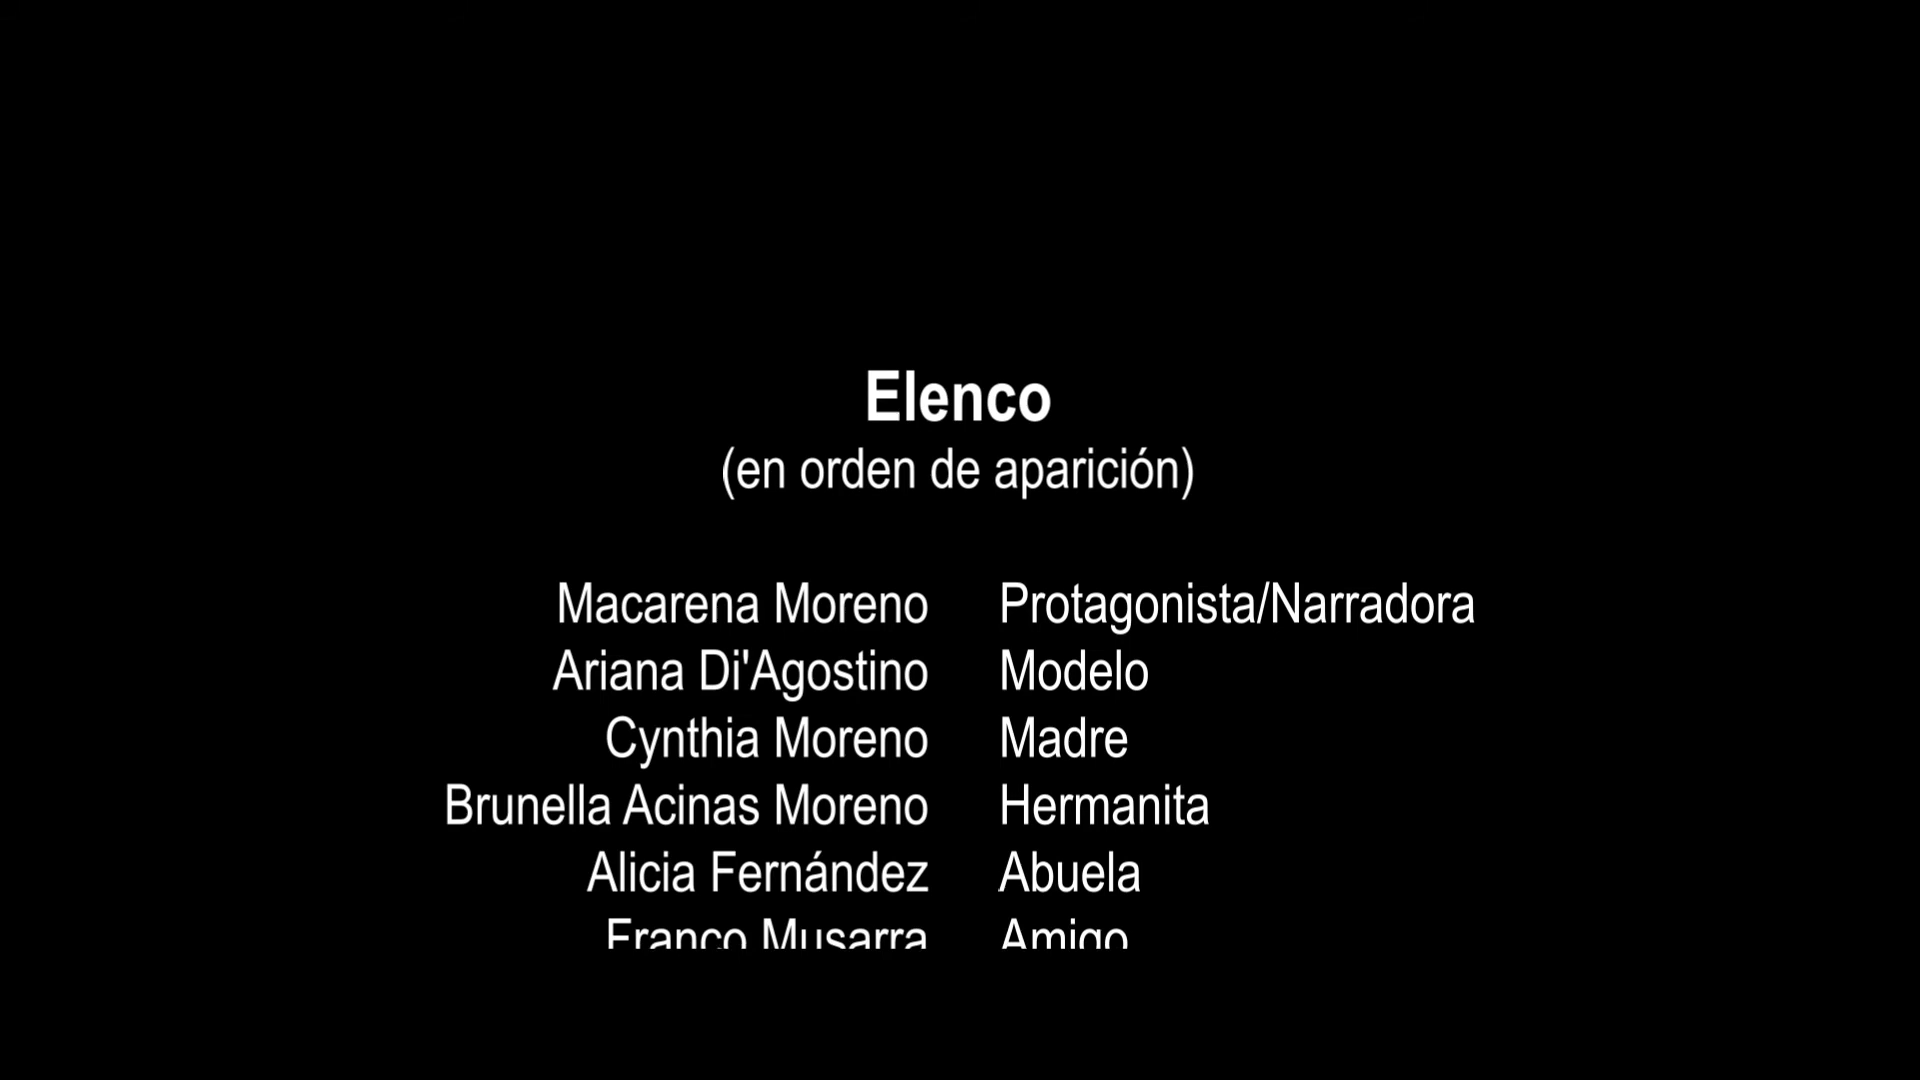 Elenco
(en orden de aparición)
Macarena Moreno Protagonista/Narradora
Ariana Di'Agostino Modelo
Cynthia Moreno Madre
Brunella Acinas Moreno Hermanita
Alicia Fernández Abuela
Franco Musarra Amigo